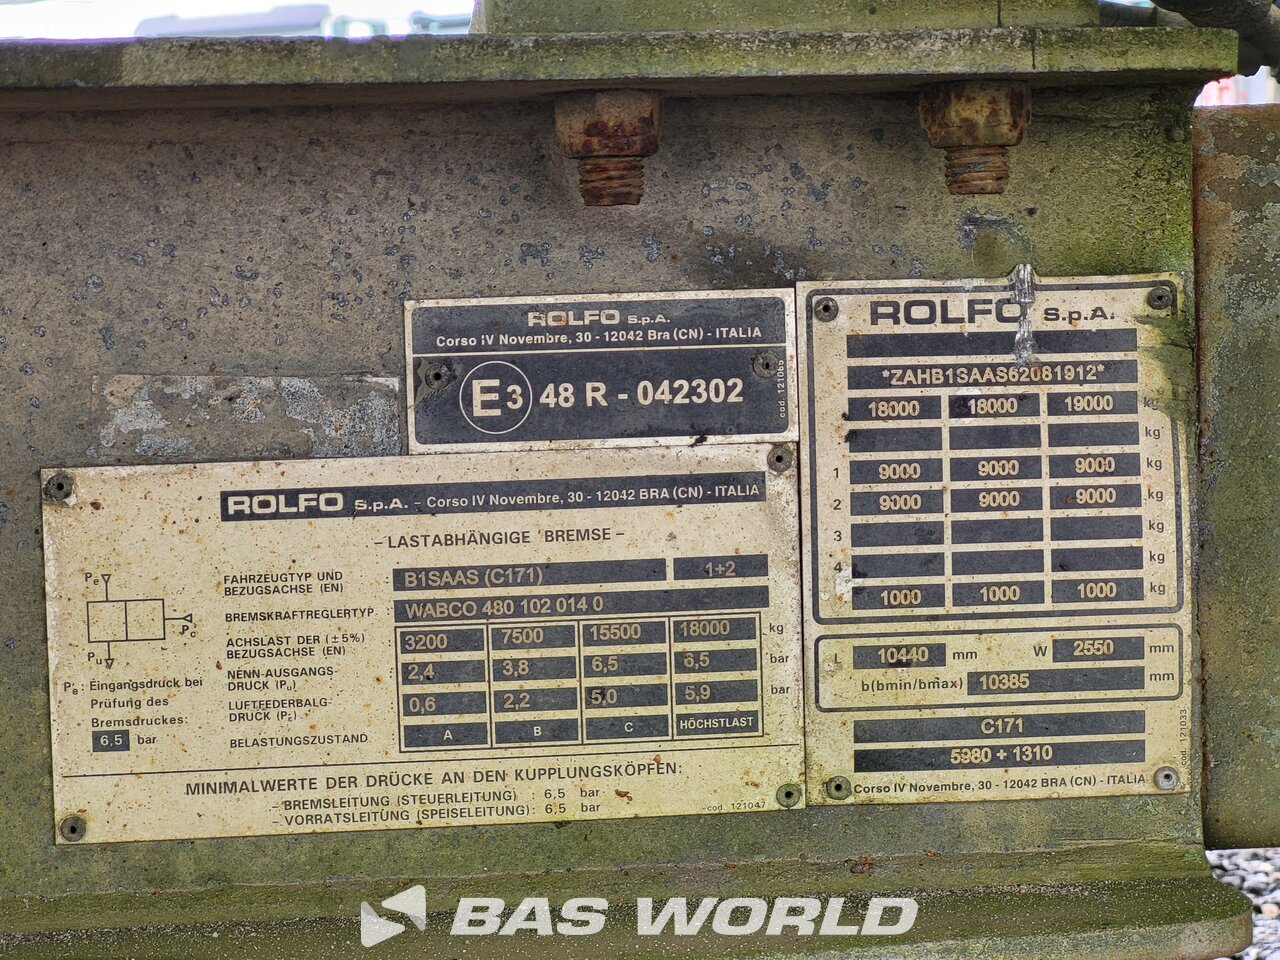 ROLFO S.p.A.
Corso IV Novembre, 30 - 12042 Bra (CN) - ITALIA
E3 48 R - 042302
cod. 121065
ROLFO S.p.A. - Corso IV Novembre, 30 - 12042 BRA (CN) - ITALIA
- LASTABHÄNGIGE BREMSE -
FAHRZEUGTYP UND BEZUGSACHSE (EN) B1SAAS (C171) 1+2
BREMSKRAFTREGLERTYP WABCO 480 102 014 0
ACHSLAST DER (±5%) BEZUGSACHSE (EN) 3200 7500 15500 18000 kg
NENN-AUSGANGS-DRUCK (Pu) 2,4 3,8 6,5 6,5 bar
LUFTFEDERBALG-DRUCK (Pc) 0,6 2,2 5,0 5,9 bar
BELASTUNGSZUSTAND A B C HÖCHSTLAST
Pe
Pc
Pu
Pe: Eingangsdruck bei
Prüfung des
Bremsdruckes:
6,5 bar
MINIMALWERTE DER DRÜCKE AN DEN KUPPLUNGSKÖPFEN:
- BREMSLEITUNG (STEUERLEITUNG) : 6,5 bar
- VORRATSLEITUNG (SPEISELEITUNG) : 6,5 bar
cod. 121047
ROLFO S.p.A.
*ZAHB1SAAS62081912*
18000 18000 19000 kg
kg
1 9000 9000 9000 kg
2 9000 9000 9000 kg
3 kg
4 kg
1000 1000 1000 kg
L 10440 mm W 2550 mm
b(bmin/bmax) 10385 mm
C171
5980 + 1310
Corso IV Novembre, 30 - 12042 BRA (CN) - ITALIA
cod. 121033
BAS WORLD